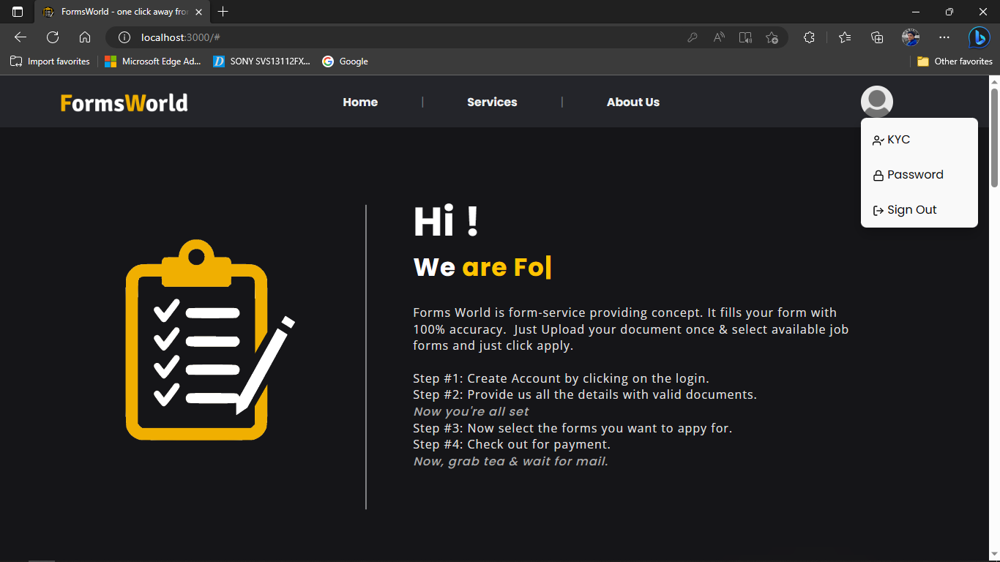 FormsWorld - one click away fro
localhost:3000/#
Import favorites
Microsoft Edge Ad...
SONY SVS13112FX...
Google
Other favorites
FormsWorld
Home | Services | About Us
KYC
Password
Sign Out
Hi !
We are Fo|
Forms World is form-service providing concept. It fills your form with
100% accuracy. Just Upload your document once & select available job
forms and just click apply.
Step #1: Create Account by clicking on the login.
Step #2: Provide us all the details with valid documents.
Now you're all set
Step #3: Now select the forms you want to appy for.
Step #4: Check out for payment.
Now, grab tea & wait for mail.